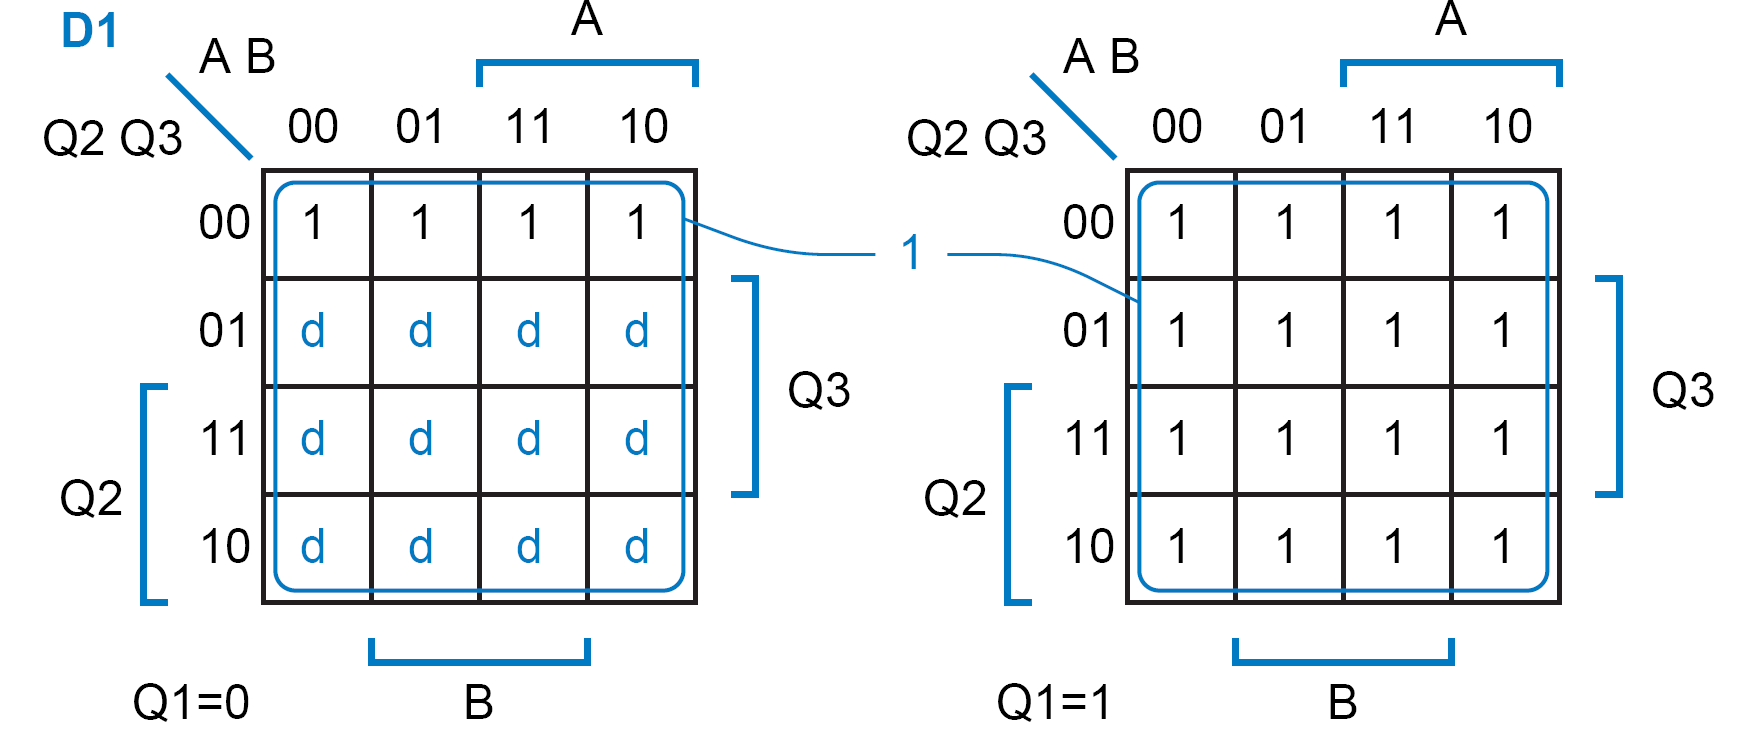 D1
A
A
A B
A B
Q2 Q3 00 01 11 10
Q2 Q3 00 01 11 10
00 1 1 1 1
1
00 1 1 1 1
01 d d d d
01 1 1 1 1
Q3
Q3
11 d d d d
11 1 1 1 1
Q2
Q2
10 d d d d
10 1 1 1 1
Q1=0 B
Q1=1 B